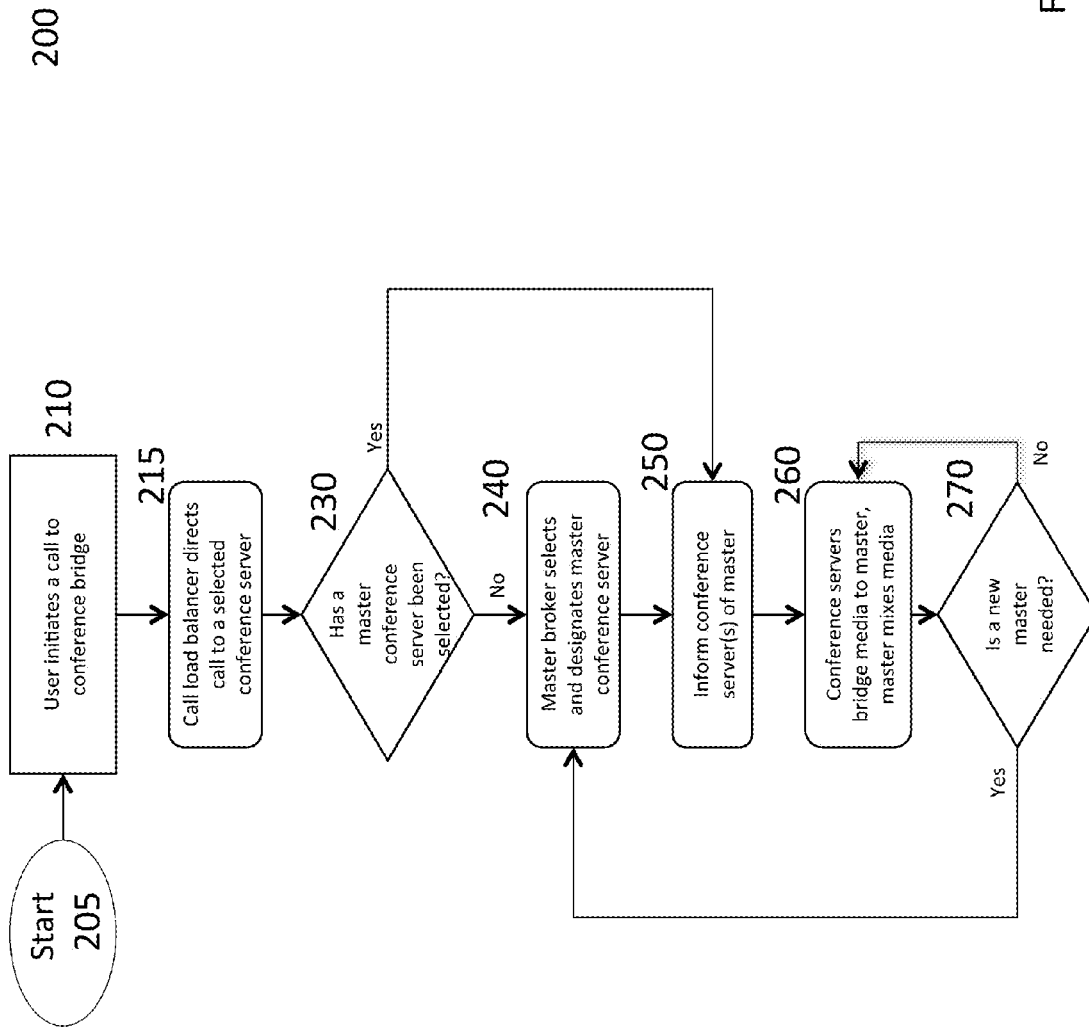 200
Start
205
User initiates a call to
conference bridge
210
Call load balancer directs
call to a selected
conference server
215
Has a
master
conference
server been
selected?
230
Yes
No
Master broker selects
and designates master
conference server
240
Inform conference
server(s) of master
250
Conference servers
bridge media to master,
master mixes media
260
Is a new
master
needed?
270
Yes
No